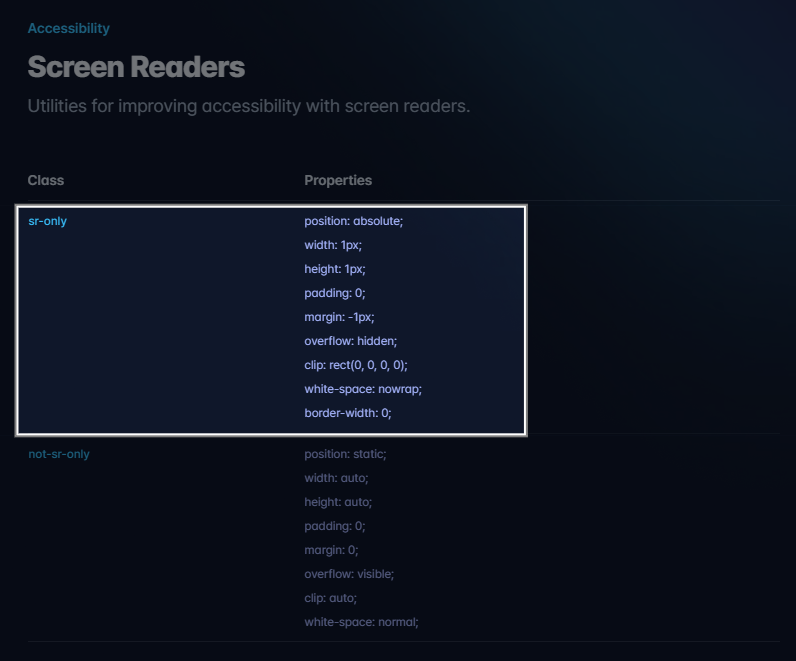 Accessibility
Screen Readers
Utilities for improving accessibility with screen readers.
Class Properties
sr-only position: absolute;
width: 1px;
height: 1px;
padding: 0;
margin: -1px;
overflow: hidden;
clip: rect(0, 0, 0, 0);
white-space: nowrap;
border-width: 0;
not-sr-only position: static;
width: auto;
height: auto;
padding: 0;
margin: 0;
overflow: visible;
clip: auto;
white-space: normal;